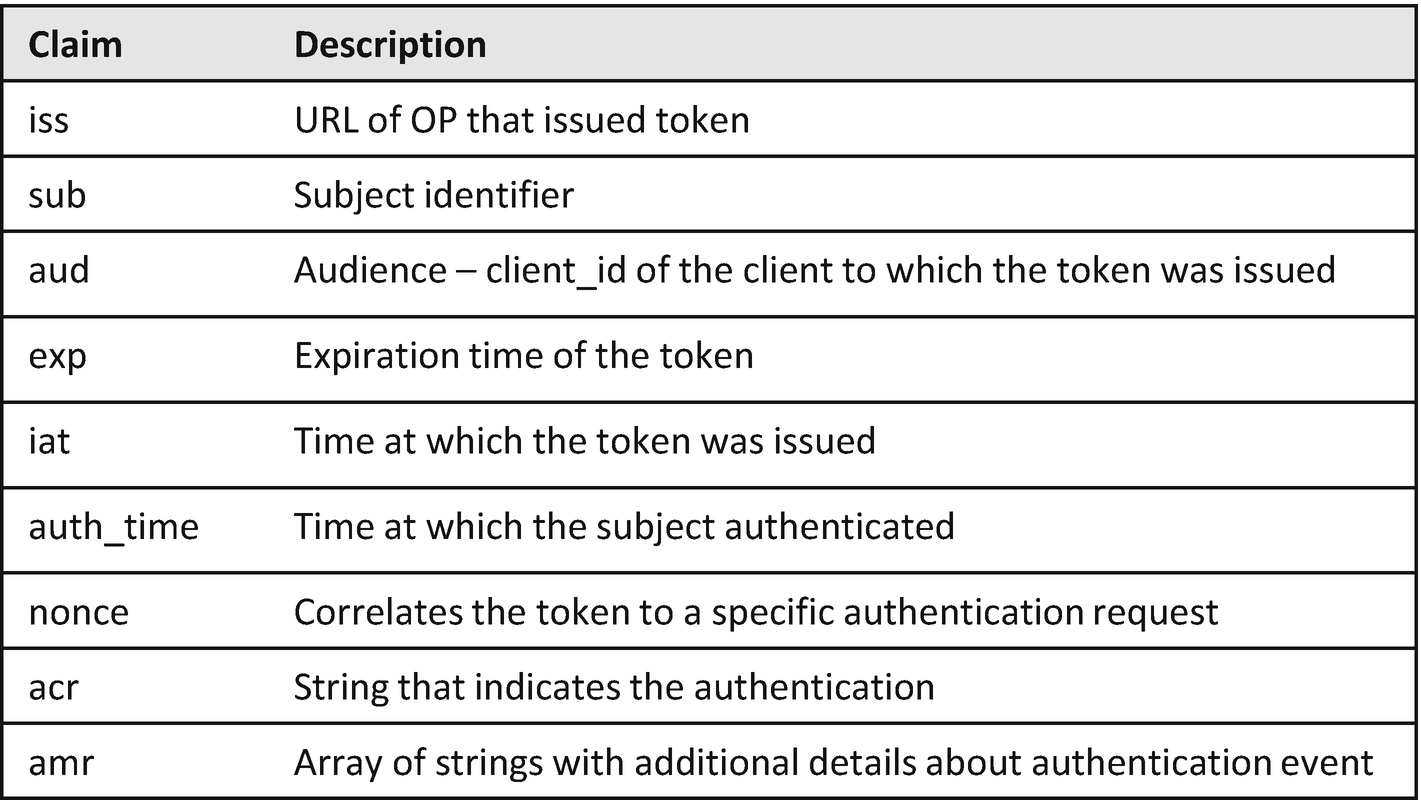 Claim Description
iss URL of OP that issued token
sub Subject identifier
aud Audience – client_id of the client to which the token was issued
exp Expiration time of the token
iat Time at which the token was issued
auth_time Time at which the subject authenticated
nonce Correlates the token to a specific authentication request
acr String that indicates the authentication
amr Array of strings with additional details about authentication event